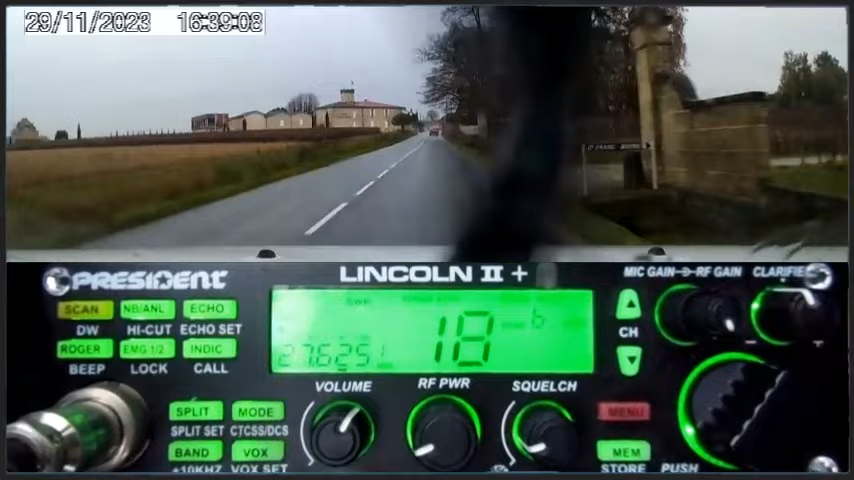 29/11/2023 16:39:08
PRESIDENT LINCOLN II +
MIC GAIN RF GAIN CLARIFIE
SCAN NB/ANL ECHO
DW HI-CUT ECHO SET
ROGER EMG 1/2 INDIC
BEEP LOCK CALL
18 b
27.625
CH
VOLUME RF PWR SQUELCH
SPLIT MODE
SPLIT SET CTCSS/DCS
BAND VOX
+10KHZ VOX SET
MENU
MEM
STORE PUSH